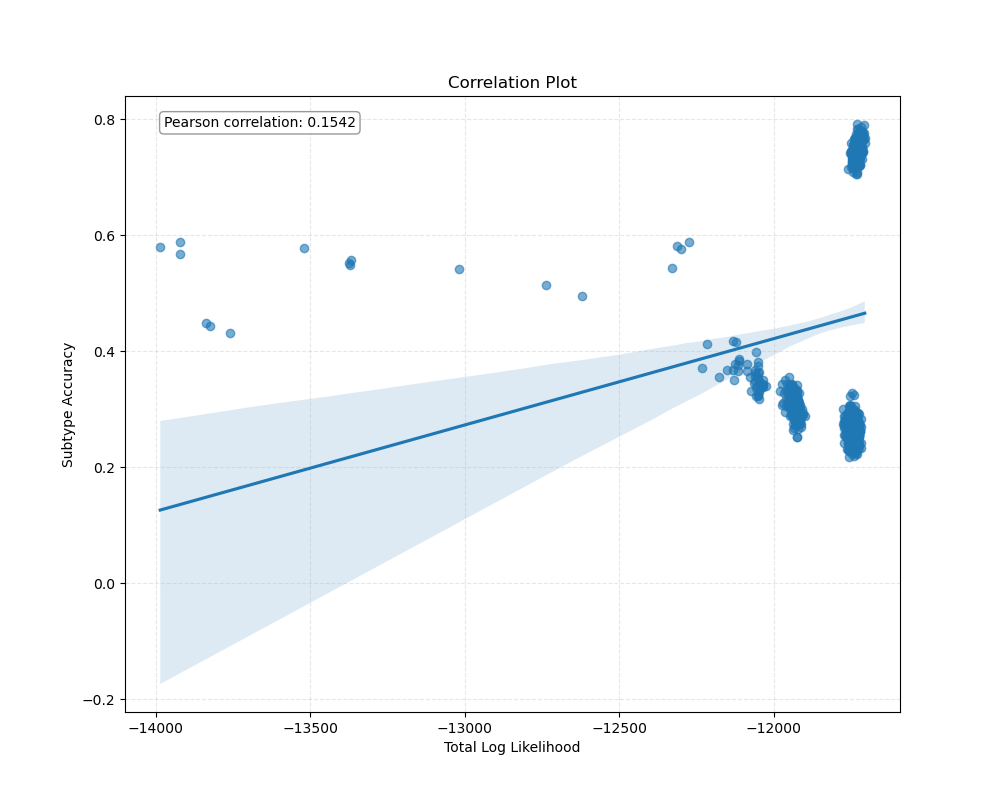 Correlation Plot
Pearson correlation: 0.1542
0.8
0.6
0.4
0.2
0.0
−0.2
Subtype Accuracy
−14000
−13500
−13000
−12500
−12000
Total Log Likelihood